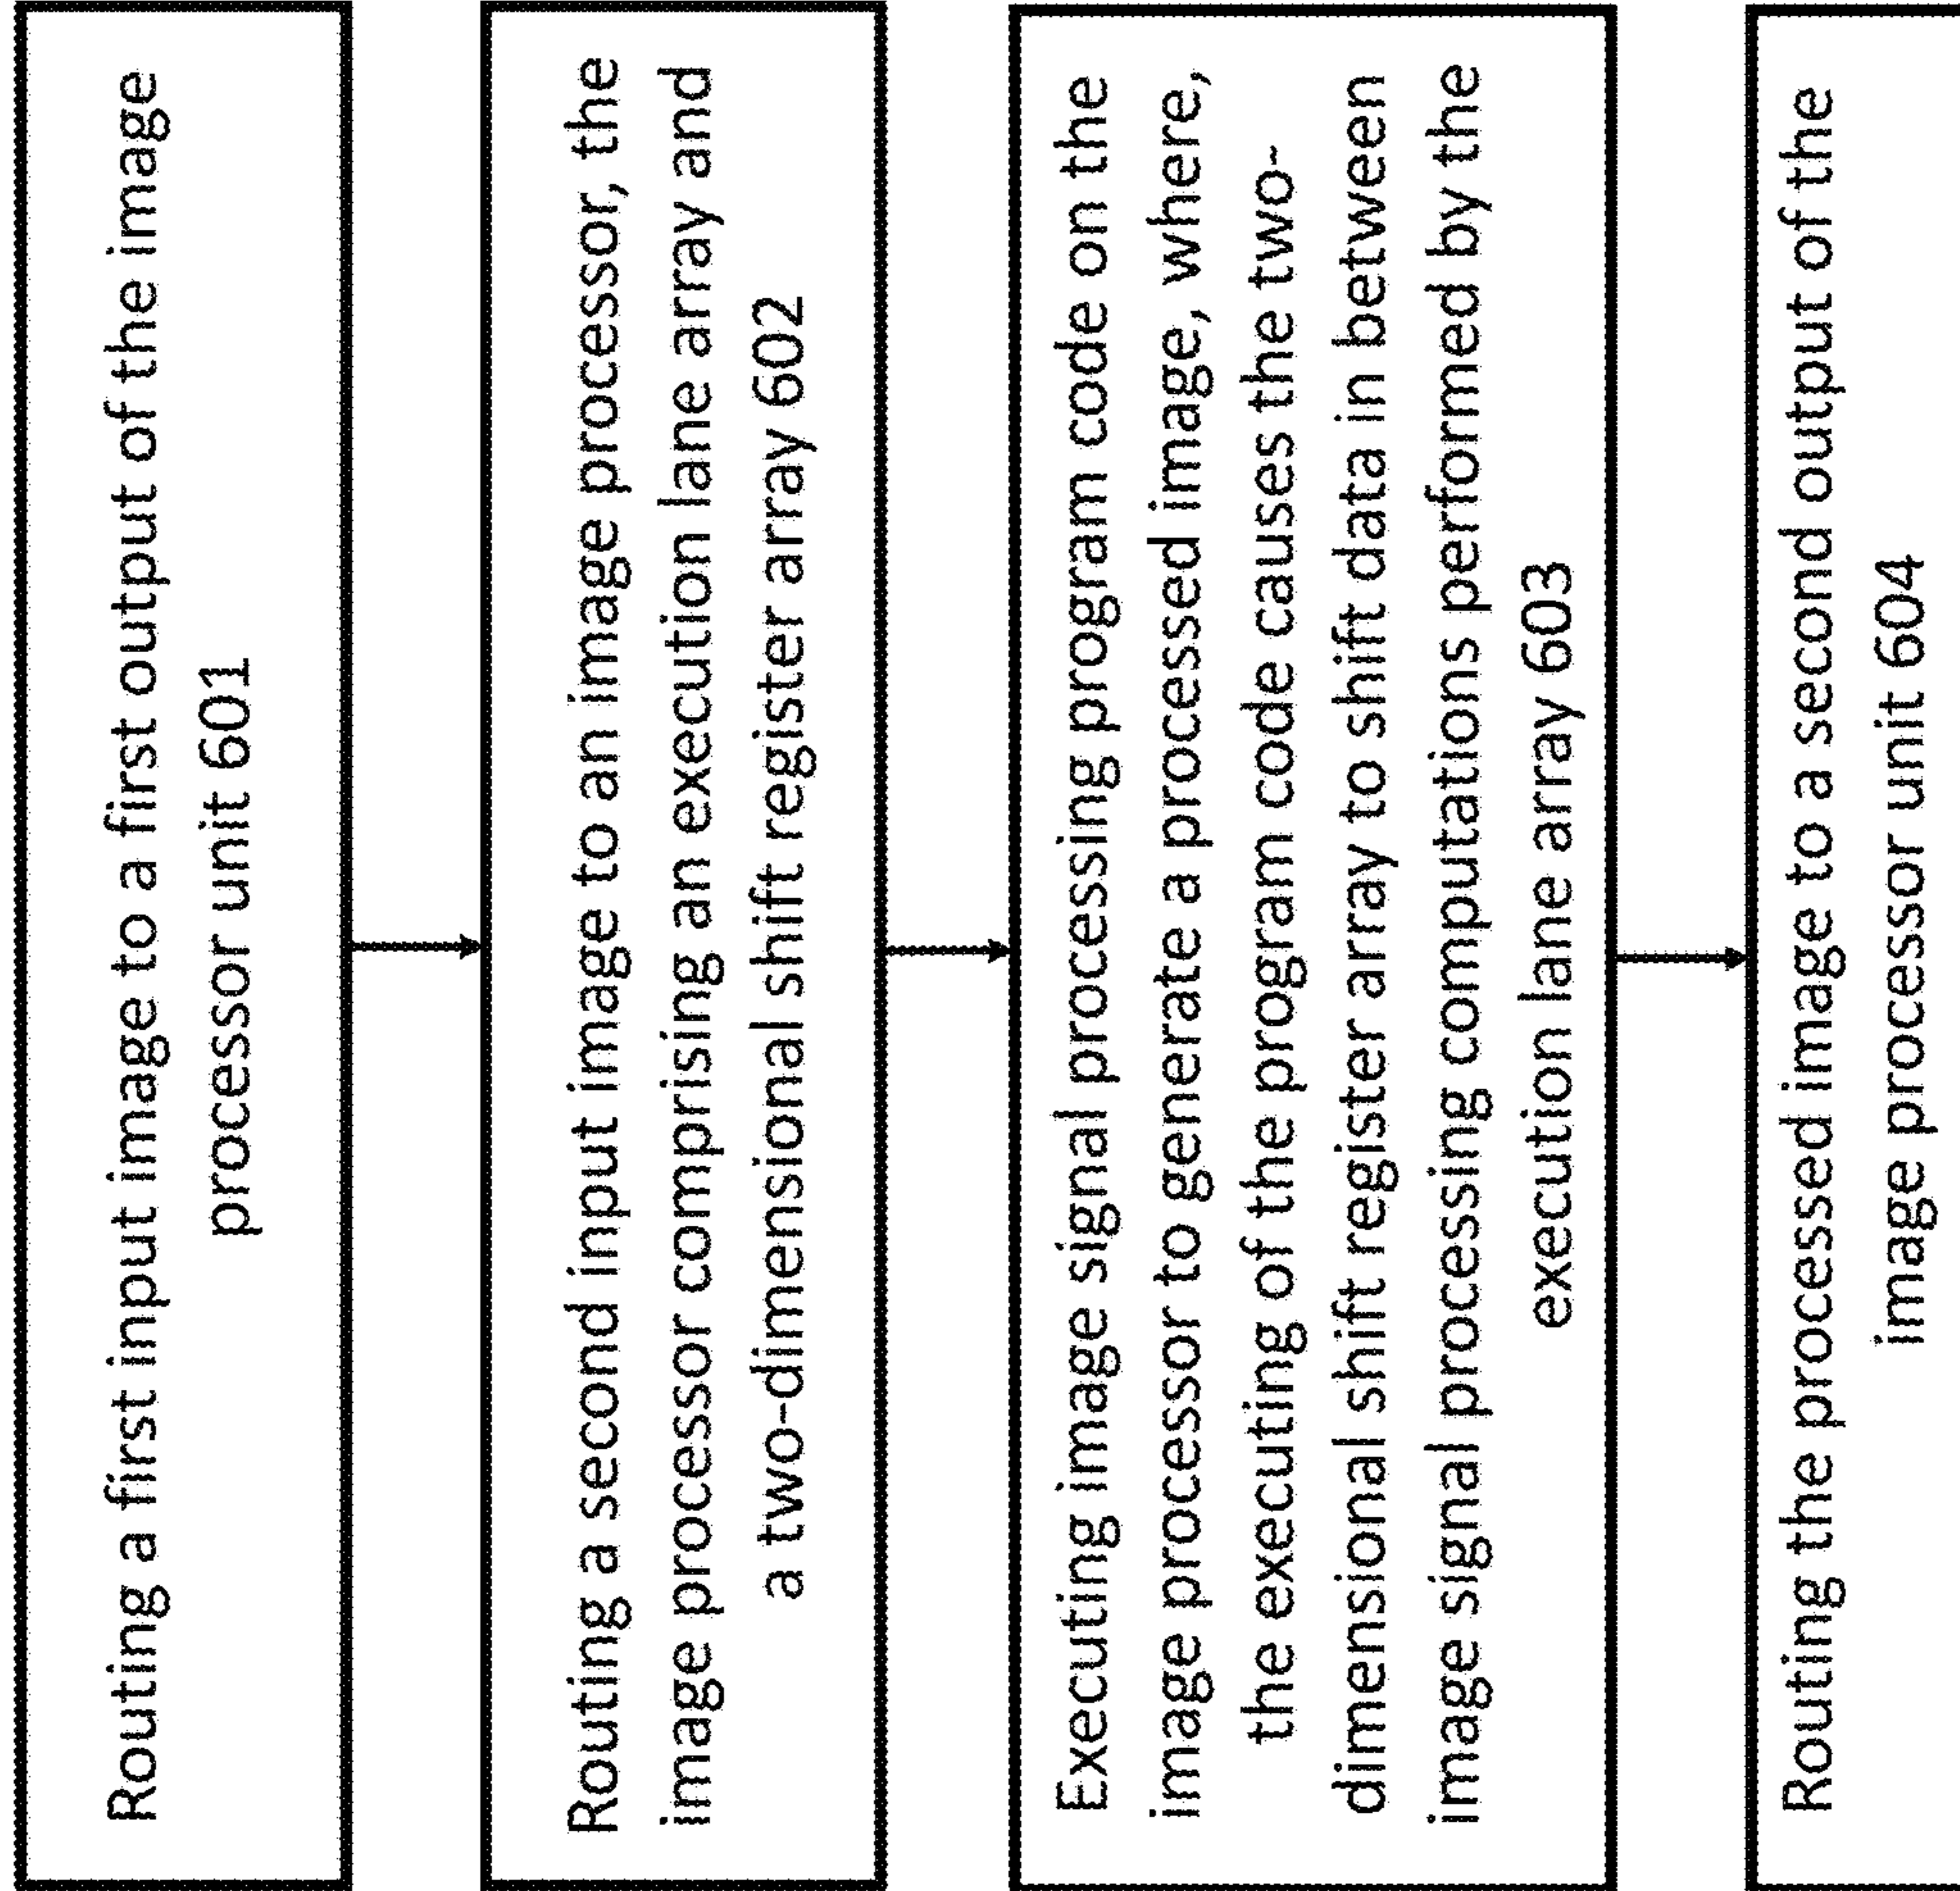 Routing a first input image to a first output of the image
processor unit 601
Routing a second input image to an image processor, the
image processor comprising an execution lane array and
a two-dimensional shift register array 602
Executing image signal processing program code on the
image processor to generate a processed image, where,
the executing of the program code causes the two-
dimensional shift register array to shift data in between
image signal processing computations performed by the
execution lane array 603
Routing the processed image to a second output of the
image processor unit 604